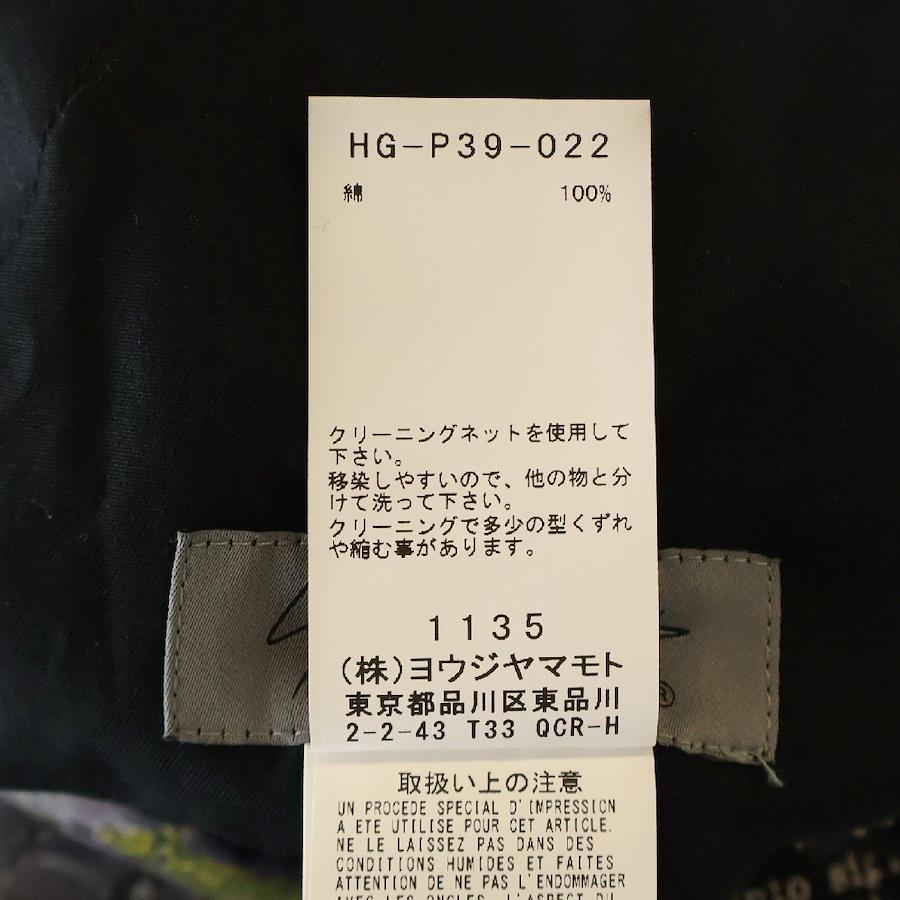 HG-P39-022
綿 100%
クリーニングネットを使用して
下さい。
移染しやすいので、他の物と分
けて洗って下さい。
クリーニングで多少の型くずれ
や縮む事があります。
1135
(株)ヨウジヤマモト
東京都品川区東品川
2-2-43 T33 QCR-H
®
取扱い上の注意
UN PROCEDE SPECIAL D'IMPRESSION
A ETE UTILISE POUR CET ARTICLE.
NE LE LAISSEZ PAS DANS DES
CONDITIONS HUMIDES ET FAITES
ATTENTION DE NE PAS L'ENDOMMAGER
AVEC LES ONGLES. L'ASPECT DU